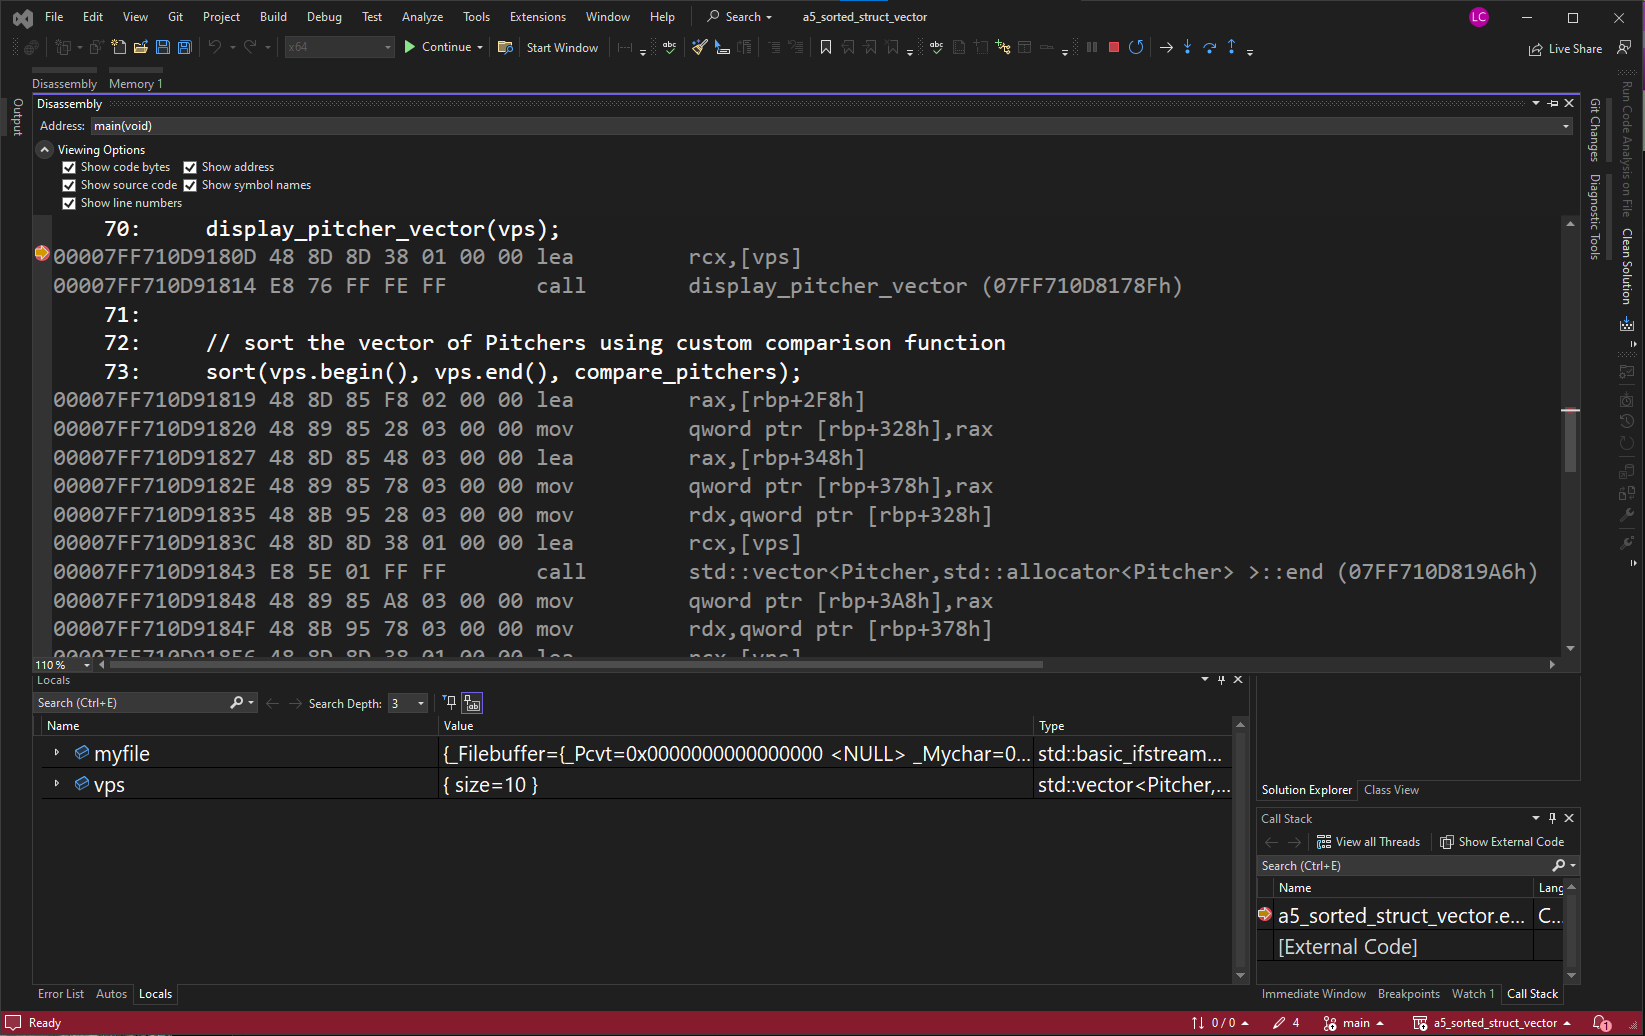 File Edit View Git Project Build Debug Test Analyze Tools Extensions Window Help Search a5_sorted_struct_vector LC
x64 Continue Start Window abc abc Live Share
Disassembly Memory 1
Output
Disassembly
Address: main(void)
Viewing Options
Show code bytes Show address
Show source code Show symbol names
Show line numbers
70: display_pitcher_vector(vps);
00007FF710D9180D 48 8D 8D 38 01 00 00 lea rcx,[vps]
00007FF710D91814 E8 76 FF FE FF call display_pitcher_vector (07FF710D8178Fh)
71:
72: // sort the vector of Pitchers using custom comparison function
73: sort(vps.begin(), vps.end(), compare_pitchers);
00007FF710D91819 48 8D 85 F8 02 00 00 lea rax,[rbp+2F8h]
00007FF710D91820 48 89 85 28 03 00 00 mov qword ptr [rbp+328h],rax
00007FF710D91827 48 8D 85 48 03 00 00 lea rax,[rbp+348h]
00007FF710D9182E 48 89 85 78 03 00 00 mov qword ptr [rbp+378h],rax
00007FF710D91835 48 8B 95 28 03 00 00 mov rdx,qword ptr [rbp+328h]
00007FF710D9183C 48 8D 8D 38 01 00 00 lea rcx,[vps]
00007FF710D91843 E8 5E 01 FF FF call std::vector<Pitcher,std::allocator<Pitcher> >::end (07FF710D819A6h)
00007FF710D91848 48 89 85 A8 03 00 00 mov qword ptr [rbp+3A8h],rax
00007FF710D9184F 48 8B 95 78 03 00 00 mov rdx,qword ptr [rbp+378h]
00007FF710D91856 48 8D 8D 38 01 00 00 lea rcx,[vps]
110 %
Git Changes
Diagnostic Tools
Run Code Analysis on File
Clean Solution
Locals
Search (Ctrl+E) Search Depth: 3
Name Value Type
myfile {_Filebuffer={_Pcvt=0x0000000000000000 <NULL> _Mychar=0... std::basic_ifstream...
vps { size=10 } std::vector<Pitcher,...
Error List Autos Locals
Solution Explorer Class View
Call Stack
View all Threads Show External Code
Search (Ctrl+E)
Name Lang
a5_sorted_struct_vector.e... C...
[External Code]
Immediate Window Breakpoints Watch 1 Call Stack
Ready 0 / 0 4 main a5_sorted_struct_vector 1